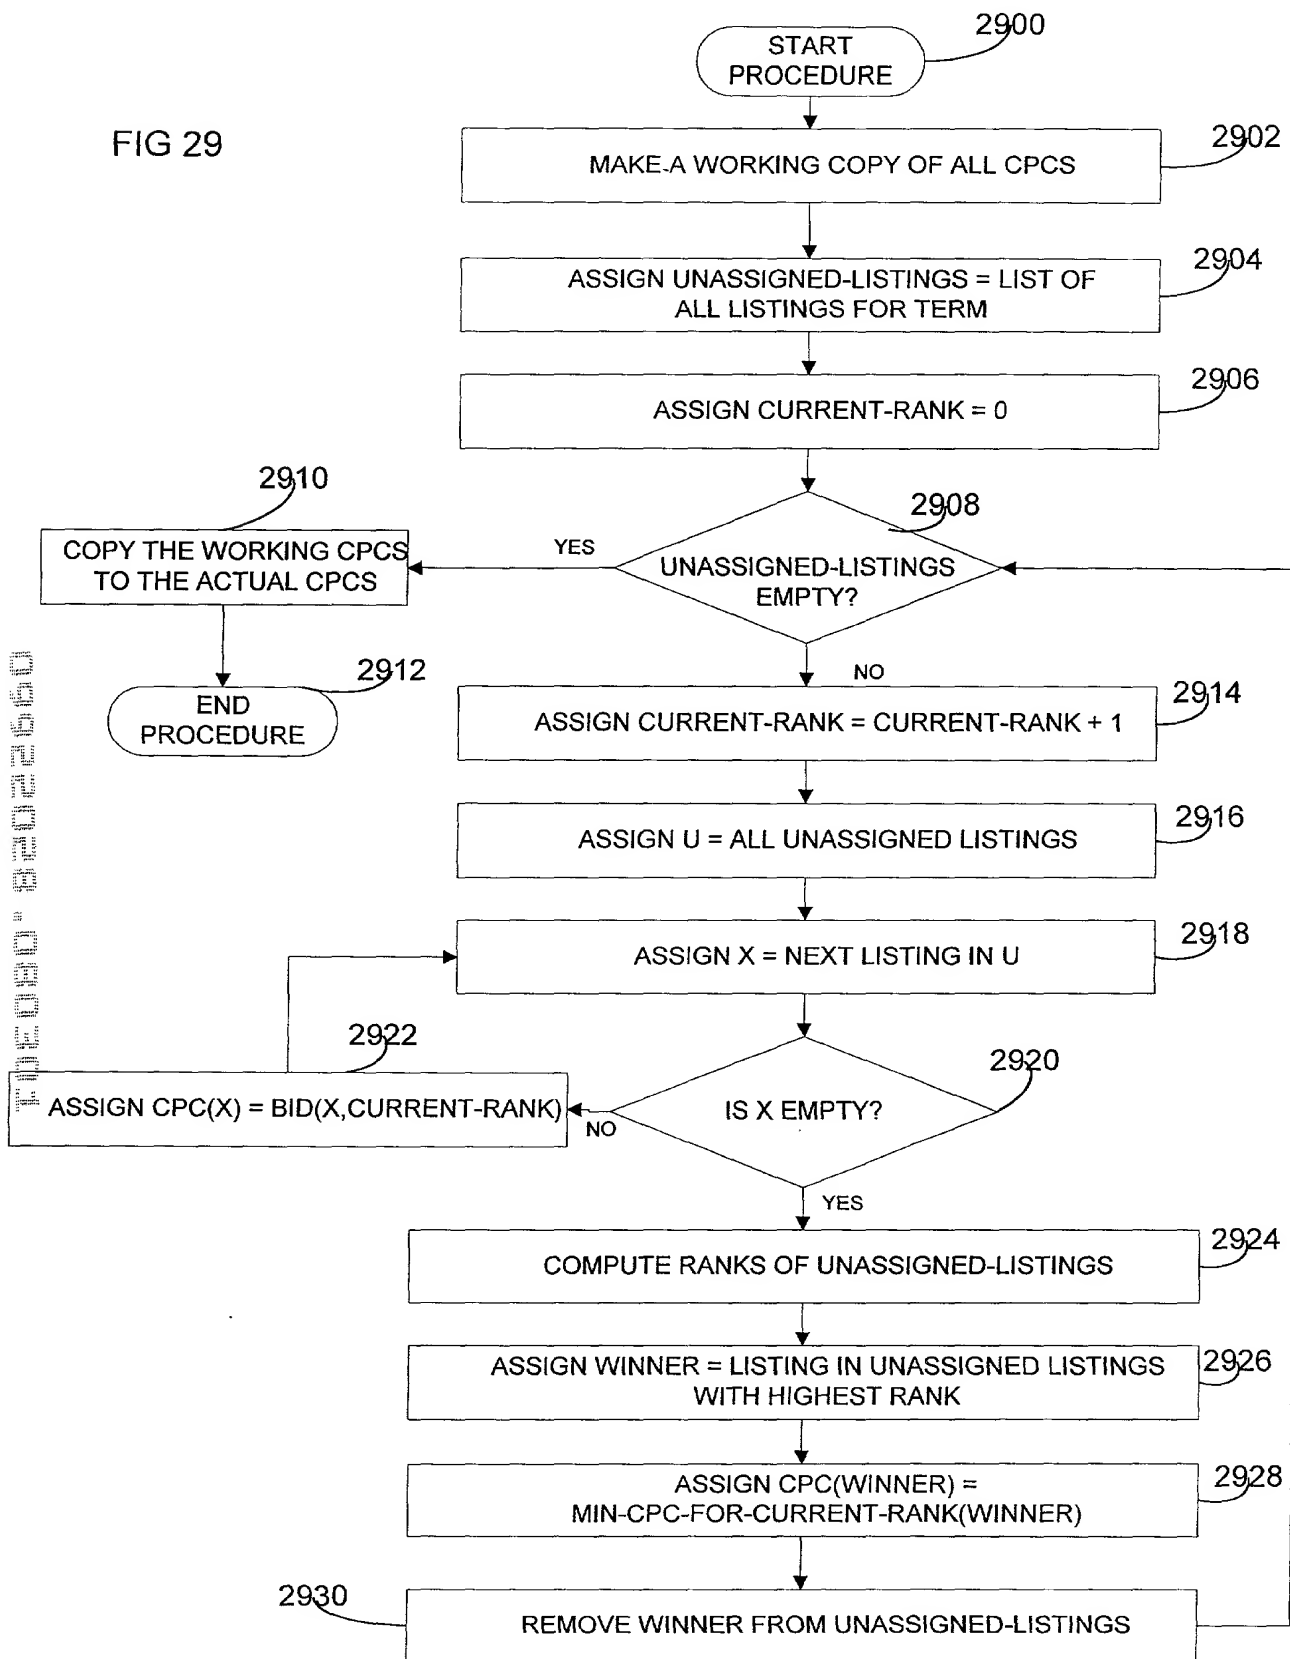 2900
START
PROCEDURE
FIG 29
2902
MAKE A WORKING COPY OF ALL CPCS
2904
ASSIGN UNASSIGNED-LISTINGS = LIST OF
ALL LISTINGS FOR TERM
2906
ASSIGN CURRENT-RANK = 0
2910
2908
COPY THE WORKING CPCS
TO THE ACTUAL CPCS
YES
UNASSIGNED-LISTINGS
EMPTY?
2912
NO
END
PROCEDURE
2914
ASSIGN CURRENT-RANK = CURRENT-RANK + 1
2916
ASSIGN U = ALL UNASSIGNED LISTINGS
2918
ASSIGN X = NEXT LISTING IN U
2922
2920
ASSIGN CPC(X) = BID(X,CURRENT-RANK)
NO
IS X EMPTY?
YES
2924
COMPUTE RANKS OF UNASSIGNED-LISTINGS
2926
ASSIGN WINNER = LISTING IN UNASSIGNED LISTINGS
WITH HIGHEST RANK
2928
ASSIGN CPC(WINNER) =
MIN-CPC-FOR-CURRENT-RANK(WINNER)
2930
REMOVE WINNER FROM UNASSIGNED-LISTINGS